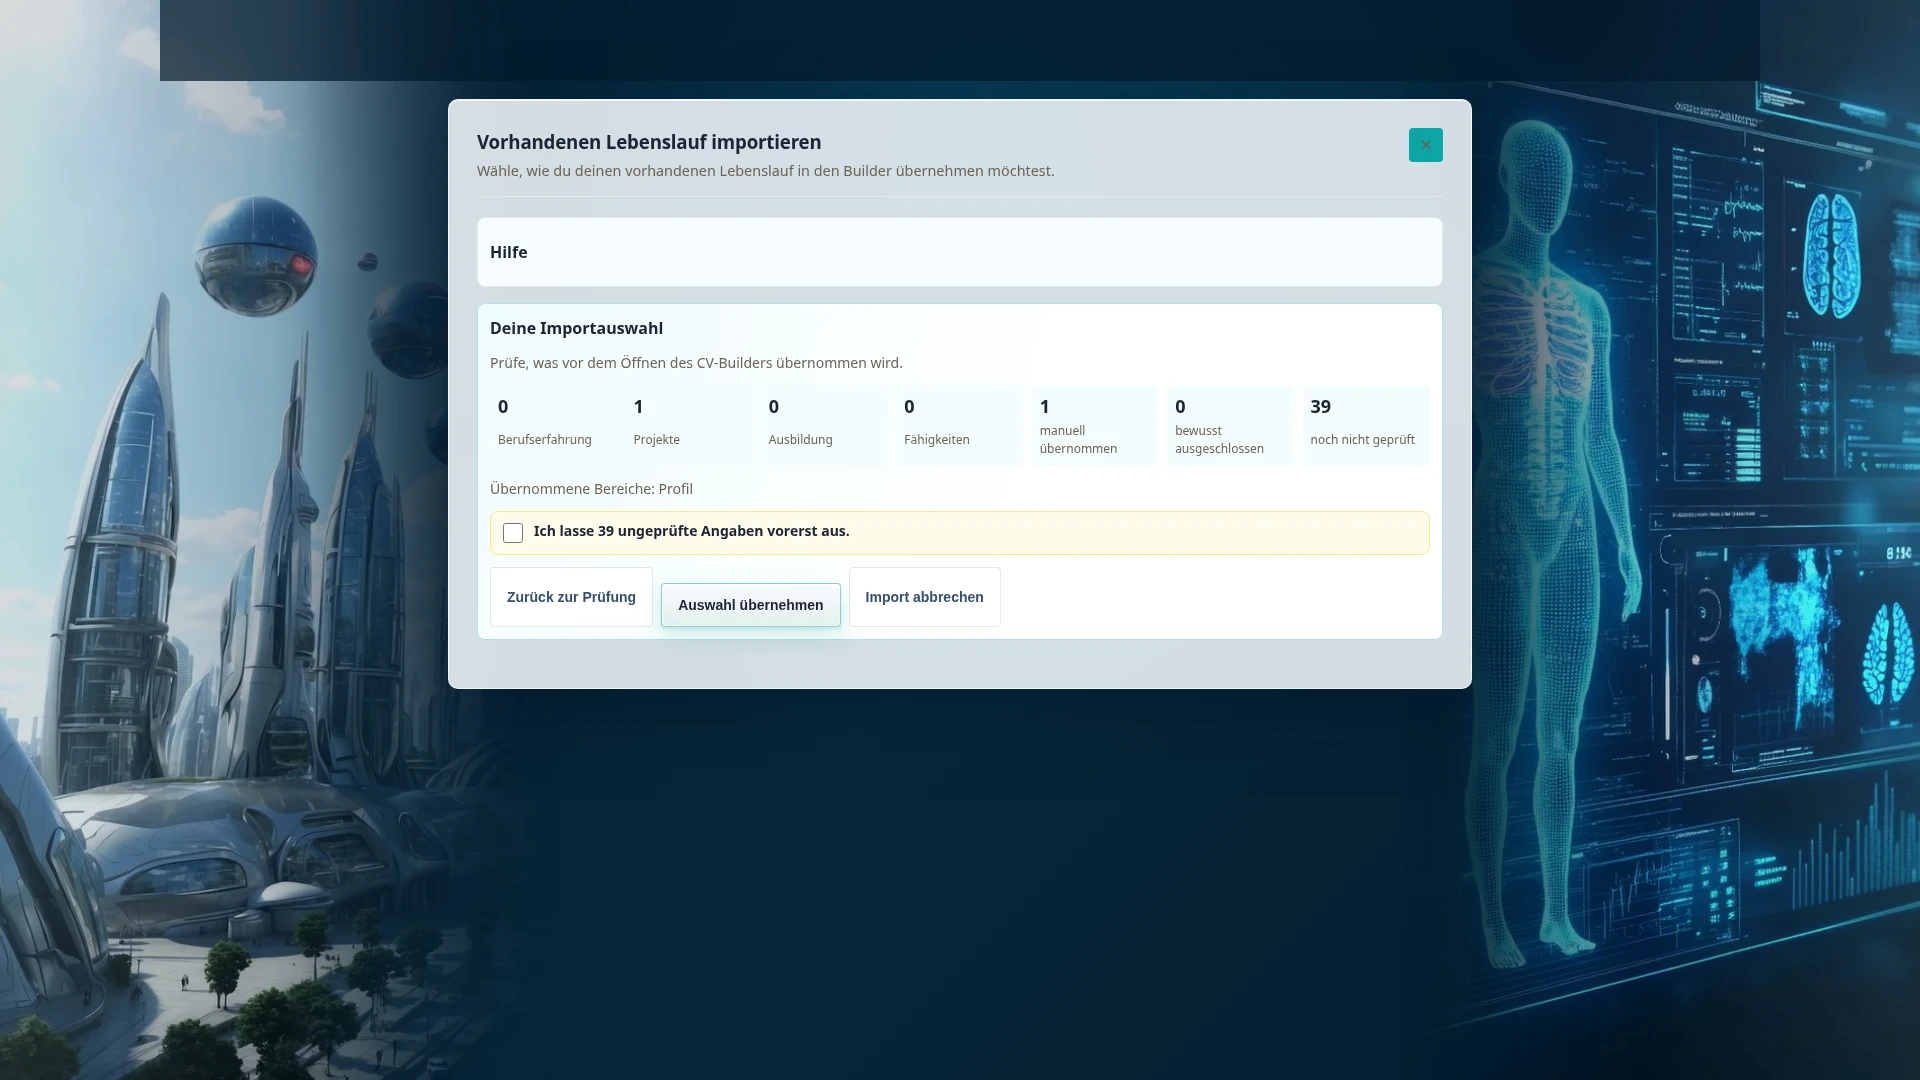 Vorhandenen Lebenslauf importieren
Wähle, wie du deinen vorhandenen Lebenslauf in den Builder übernehmen möchtest.
×
Hilfe
Deine Importauswahl
Prüfe, was vor dem Öffnen des CV-Builders übernommen wird.
0
Berufserfahrung
1
Projekte
0
Ausbildung
0
Fähigkeiten
1
manuell
übernommen
0
bewusst
ausgeschlossen
39
noch nicht geprüft
Übernommene Bereiche: Profil
Ich lasse 39 ungeprüfte Angaben vorerst aus.
Zurück zur Prüfung
Auswahl übernehmen
Import abbrechen